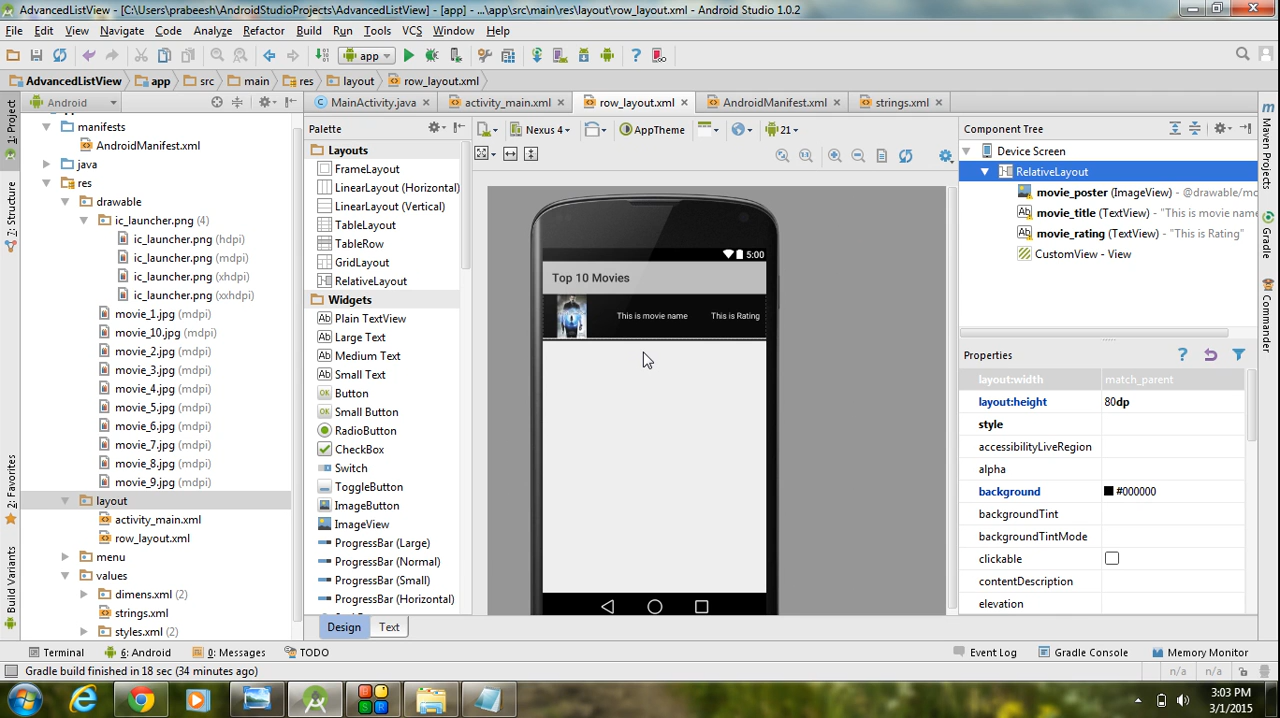 AdvancedListView - [C:\Users\prabeesh\AndroidStudioProjects\AdvancedListView] - [app] - ...\app\src\main\res\layout\row_layout.xml - Android Studio 1.0.2
File Edit View Navigate Code Analyze Refactor Build Run Tools VCS Window Help
app
AdvancedListView app src main res layout row_layout.xml
Android
MainActivity.java activity_main.xml row_layout.xml AndroidManifest.xml strings.xml
1: Project
2: Structure
2: Favorites
Build Variants
manifests
AndroidManifest.xml
java
res
drawable
ic_launcher.png (4)
ic_launcher.png (hdpi)
ic_launcher.png (mdpi)
ic_launcher.png (xhdpi)
ic_launcher.png (xxhdpi)
movie_1.jpg (mdpi)
movie_10.jpg (mdpi)
movie_2.jpg (mdpi)
movie_3.jpg (mdpi)
movie_4.jpg (mdpi)
movie_5.jpg (mdpi)
movie_6.jpg (mdpi)
movie_7.jpg (mdpi)
movie_8.jpg (mdpi)
movie_9.jpg (mdpi)
layout
activity_main.xml
row_layout.xml
menu
values
dimens.xml (2)
strings.xml
styles.xml (2)
Palette
Layouts
FrameLayout
LinearLayout (Horizontal)
LinearLayout (Vertical)
TableLayout
TableRow
GridLayout
RelativeLayout
Widgets
Plain TextView
Large Text
Medium Text
Small Text
Button
Small Button
RadioButton
CheckBox
Switch
ToggleButton
ImageButton
ImageView
ProgressBar (Large)
ProgressBar (Normal)
ProgressBar (Small)
ProgressBar (Horizontal)
Design Text
Nexus 4 AppTheme 21
5:00
Top 10 Movies
This is movie name This is Rating
Component Tree
Device Screen
RelativeLayout
movie_poster (ImageView) - @drawable/mo
movie_title (TextView) - "This is movie name
movie_rating (TextView) - "This is Rating"
CustomView - View
Properties
layout:width match_parent
layout:height 80dp
style
accessibilityLiveRegion
alpha
background #000000
backgroundTint
backgroundTintMode
clickable
contentDescription
elevation
Maven Projects
Gradle
Commander
Terminal 6: Android 0: Messages TODO Event Log Gradle Console Memory Monitor
Gradle build finished in 18 sec (34 minutes ago) n/a n/a
3:03 PM
3/1/2015